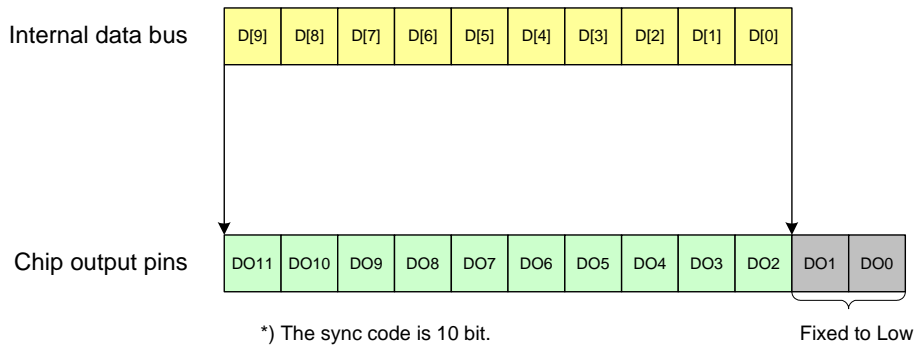 Internal data bus D[9] D[8] D[7] D[6] D[5] D[4] D[3] D[2] D[1] D[0]
Chip output pins DO11 DO10 DO9 DO8 DO7 DO6 DO5 DO4 DO3 DO2 DO1 DO0
*) The sync code is 10 bit. Fixed to Low